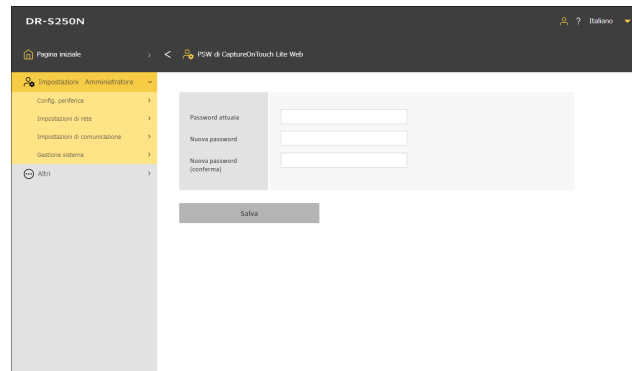 DR-S250N
? Italiano
Pagina iniziale
PSW di CaptureOnTouch Lite Web
Impostazioni Amministratore
Config. periferica
Impostazioni di rete
Impostazioni di comunicazione
Gestione sistema
Altri
Password attuale
Nuova password
Nuova password
(conferma)
Salva